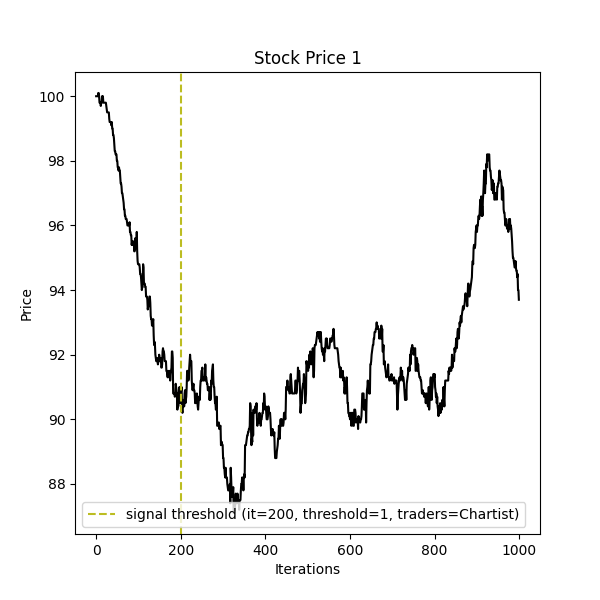 Stock Price 1
100
98
96
94
92
90
88
Price
signal threshold (it=200, threshold=1, traders=Chartist)
0 200 400 600 800 1000
Iterations